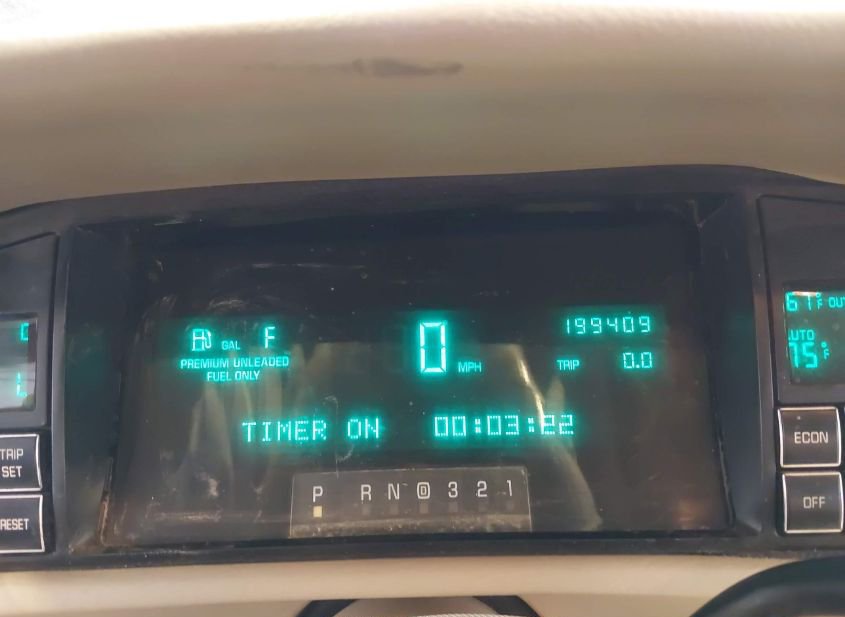 GAL F
PREMIUM UNLEADED
FUEL ONLY
0 MPH
199409
TRIP 0.0
TIMER ON 00:03:22
P R N D 3 2 1
TRIP
SET
RESET
61°F OUT
AUTO
75°F
ECON
OFF